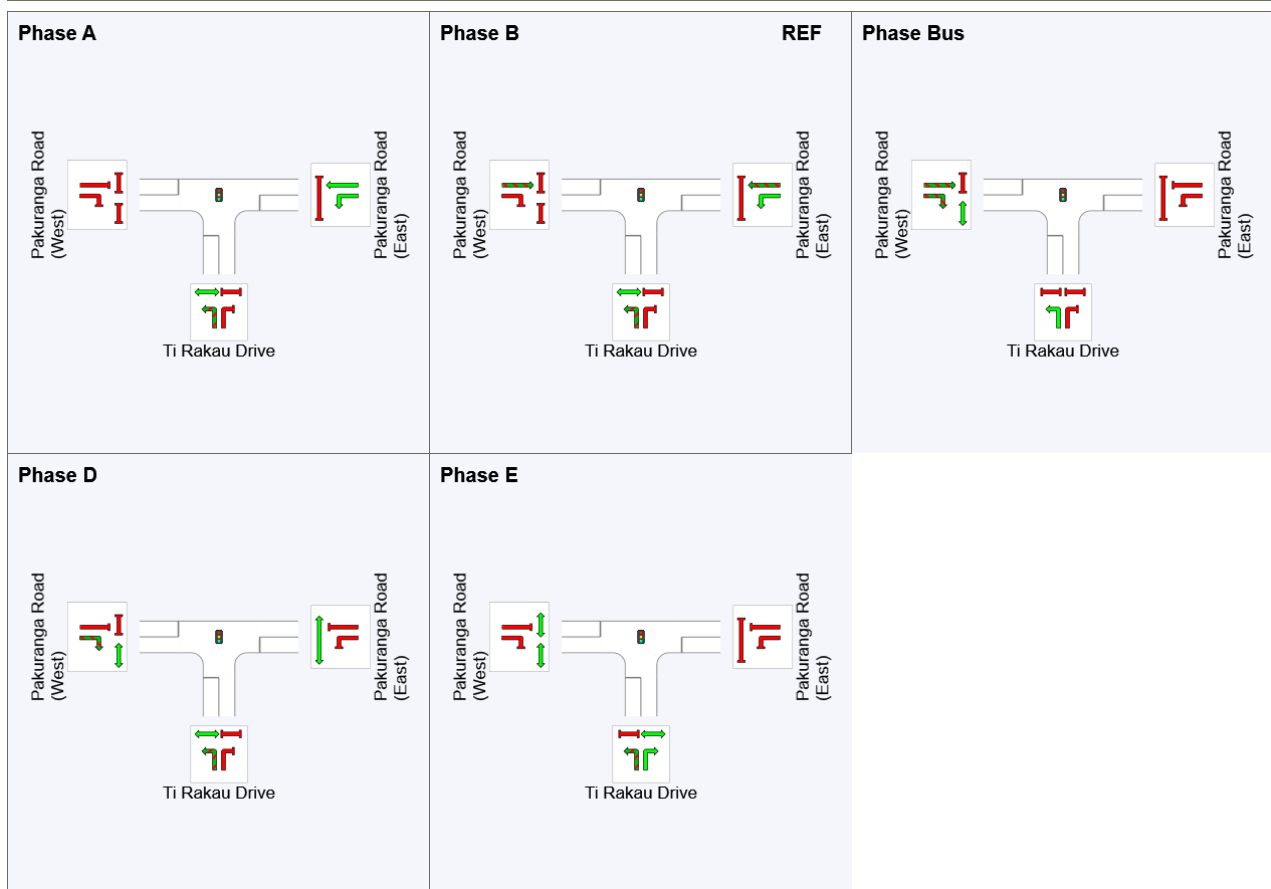 Phase A
Pakuranga Road
(West)
Pakuranga Road
(East)
Ti Rakau Drive
Phase B
REF
Pakuranga Road
(West)
Pakuranga Road
(East)
Ti Rakau Drive
Phase Bus
Pakuranga Road
(West)
Pakuranga Road
(East)
Ti Rakau Drive
Phase D
Pakuranga Road
(West)
Pakuranga Road
(East)
Ti Rakau Drive
Phase E
Pakuranga Road
(West)
Pakuranga Road
(East)
Ti Rakau Drive